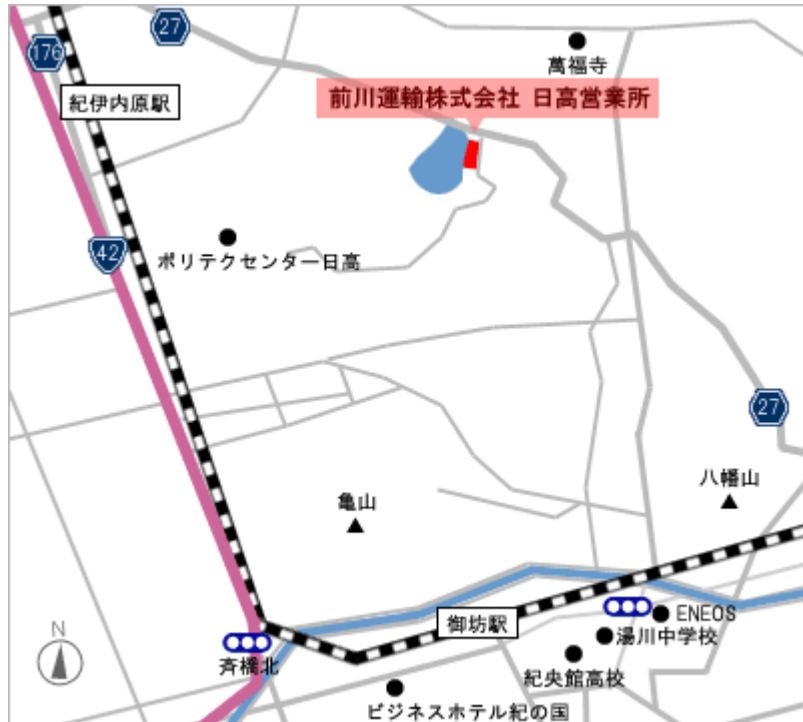 27
176
萬福寺
紀伊内原駅
前川運輸株式会社 日高営業所
42
ポリテクセンター日高
27
八幡山
亀山
御坊駅
ENEOS
湯川中学校
N
斉橋北
紀央館高校
ビジネスホテル紀の国